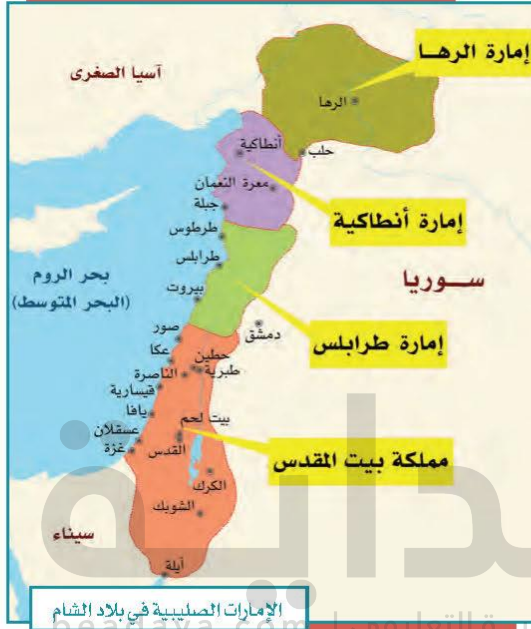 إمارة الرهــا
آسيا الصغرى
الرها
أنطاكية
حلب
معرة النعمان
جبلة
إمارة أنطاكية
طرطوس
طرابلس
بحر الروم
(البحر المتوسط)
ســوريا
بيروت
إمارة طرابلس
دمشق
صور
عكا
حطين
طبرية
الناصرة
قيسارية
يافا
بيت لحم
عسقلان
القدس
غزة
مملكة بيت المقدس
الكرك
الشوبك
سيناء
أيلة
الإمارات الصليبية في بلاد الشام